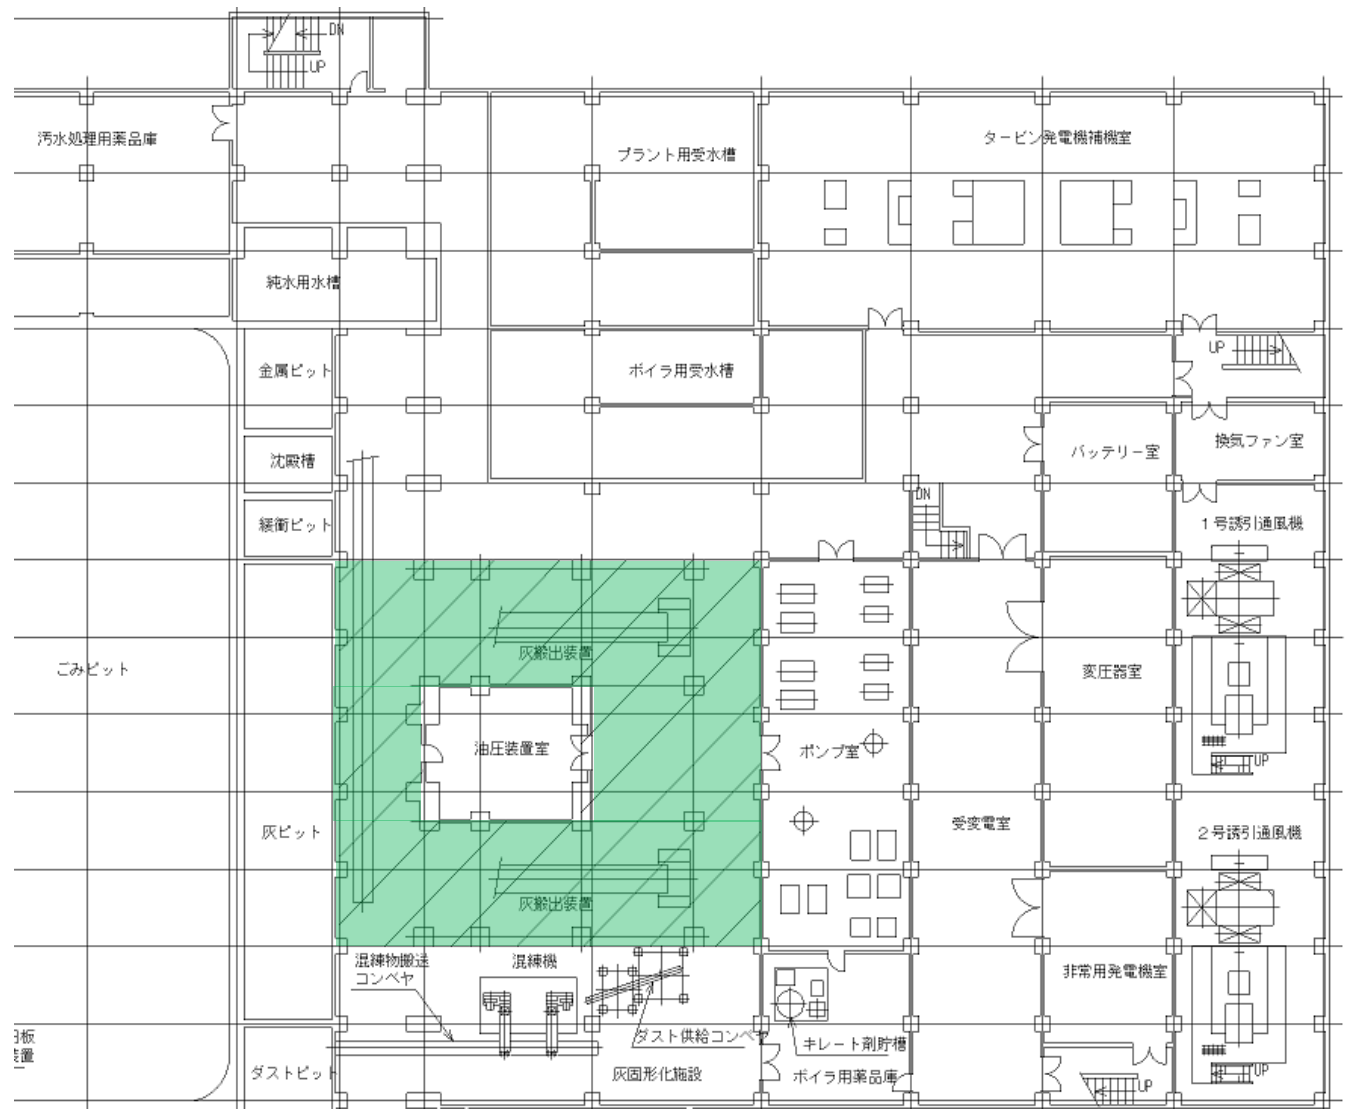 DN
UP
汚水処理用薬品庫
プラント用受水槽
タービン発電機補機室
純水用水槽
金属ピット
ボイラ用受水槽
UP
沈殿槽
バッテリー室
換気ファン室
緩衝ピット
DN
1号誘引通風機
灰搬出装置
ごみピット
変圧器室
油圧装置室
ポンプ室
UP
灰ピット
受変電室
2号誘引通風機
灰搬出装置
混練物搬送
コンベヤ
混練機
非常用発電機室
ダスト供給コンベヤ
キレート剤貯槽
ダストピット
灰固形化施設
ボイラ用薬品庫
UP
UP